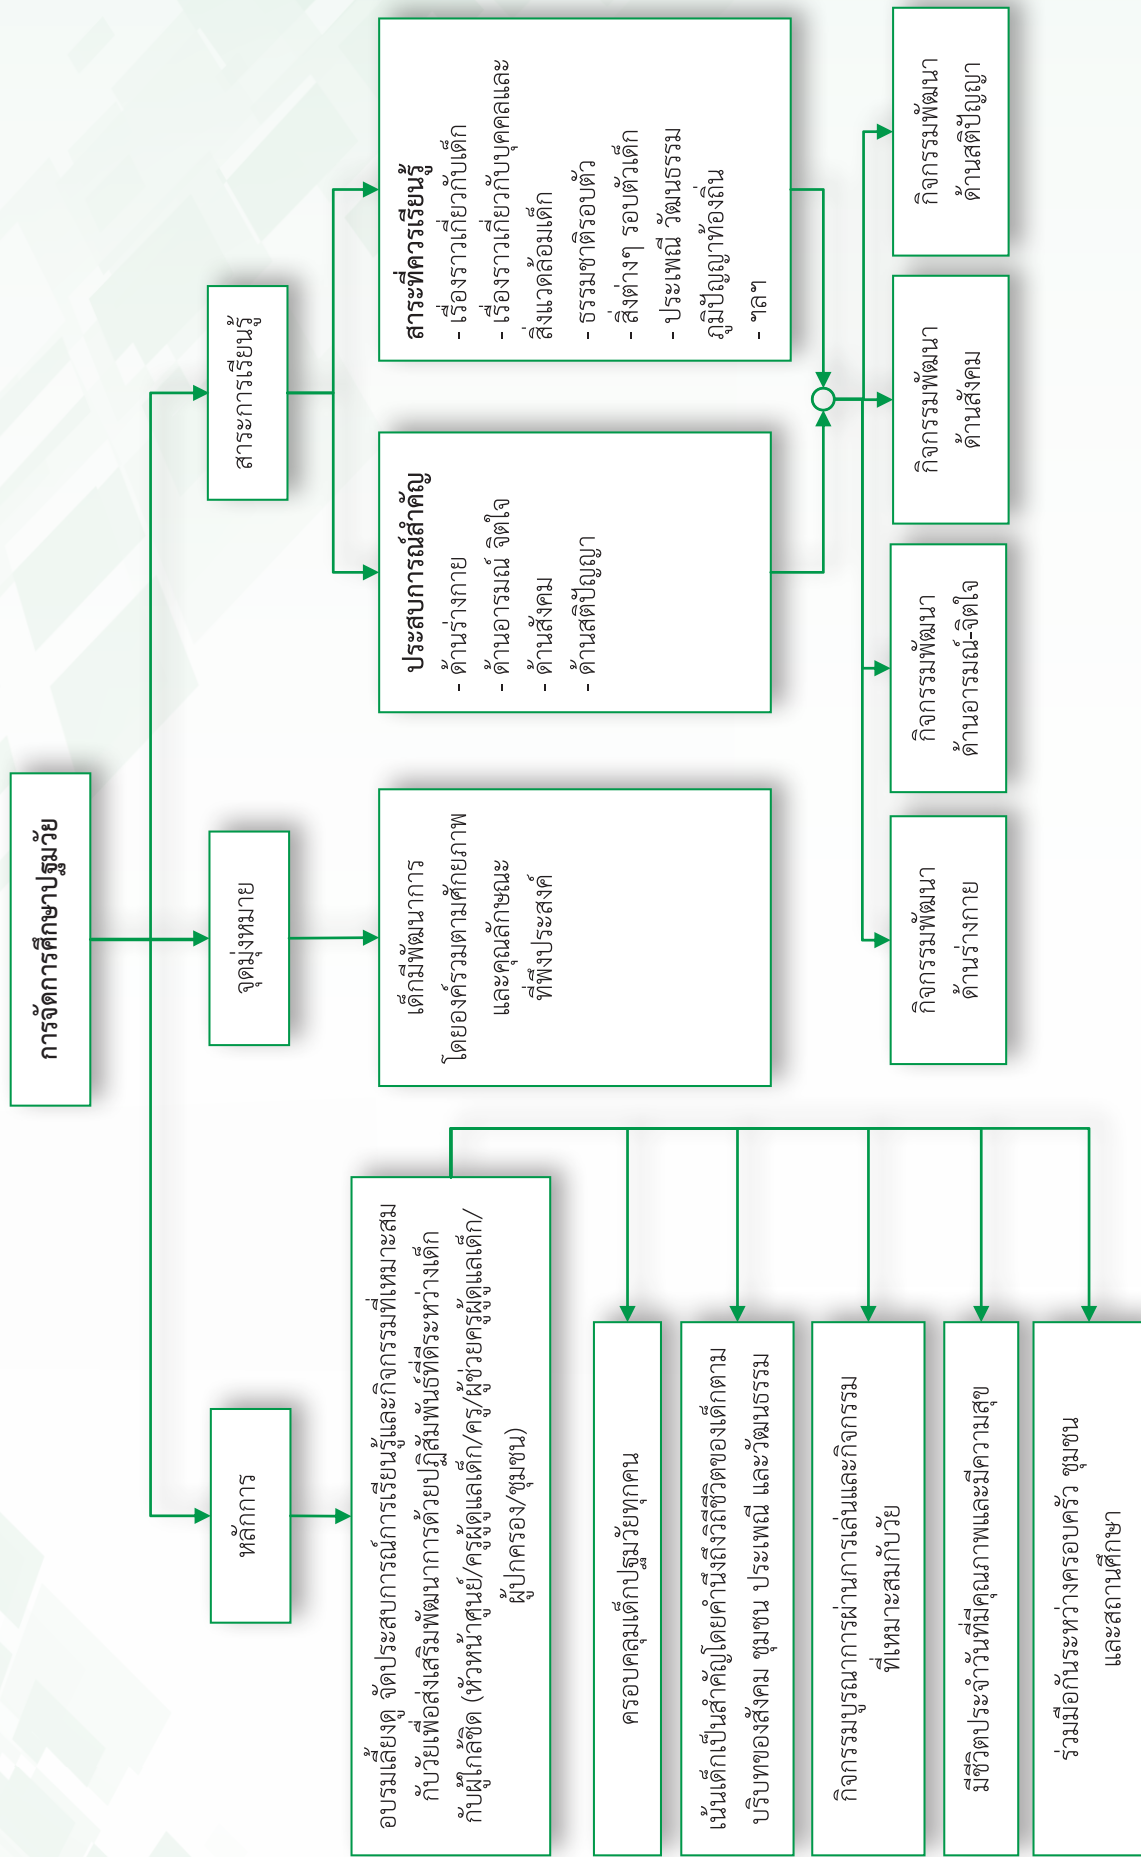 การจัดการศึกษาปฐมวัย
หลักการ
จุดมุ่งหมาย
สาระการเรียนรู้
อบรมเลี้ยงดู จัดประสบการณ์การเรียนรู้และกิจกรรมที่เหมาะสม
กับวัยเพื่อส่งเสริมพัฒนาการด้วยปฏิสัมพันธ์ที่ดีระหว่างเด็ก
กับผู้ใกล้ชิด (หัวหน้าศูนย์/ครูผู้ดูแลเด็ก/ครู/ผู้ช่วยครูผู้ดูแลเด็ก/
ผู้ปกครอง/ชุมชน)
ครอบคลุมเด็กปฐมวัยทุกคน
เน้นเด็กเป็นสำคัญโดยคำนึงถึงวิถีชีวิตของเด็กตาม
บริบทของสังคม ชุมชน ประเพณี และวัฒนธรรม
กิจกรรมบูรณาการผ่านการเล่นและกิจกรรม
ที่เหมาะสมกับวัย
มีชีวิตประจำวันที่มีคุณภาพและมีความสุข
ร่วมมือกันระหว่างครอบครัว ชุมชน
และสถานศึกษา
เด็กมีพัฒนาการ
โดยองค์รวมตามศักยภาพ
และคุณลักษณะ
ที่พึงประสงค์
ประสบการณ์สำคัญ
- ด้านร่างกาย
- ด้านอารมณ์ จิตใจ
- ด้านสังคม
- ด้านสติปัญญา
สาระที่ควรเรียนรู้
- เรื่องราวเกี่ยวกับเด็ก
- เรื่องราวเกี่ยวกับบุคคลและ
สิ่งแวดล้อมเด็ก
- ธรรมชาติรอบตัว
- สิ่งต่างๆ รอบตัวเด็ก
- ประเพณี วัฒนธรรม
ภูมิปัญญาท้องถิ่น
- ฯลฯ
กิจกรรมพัฒนา
ด้านร่างกาย
กิจกรรมพัฒนา
ด้านอารมณ์-จิตใจ
กิจกรรมพัฒนา
ด้านสังคม
กิจกรรมพัฒนา
ด้านสติปัญญา